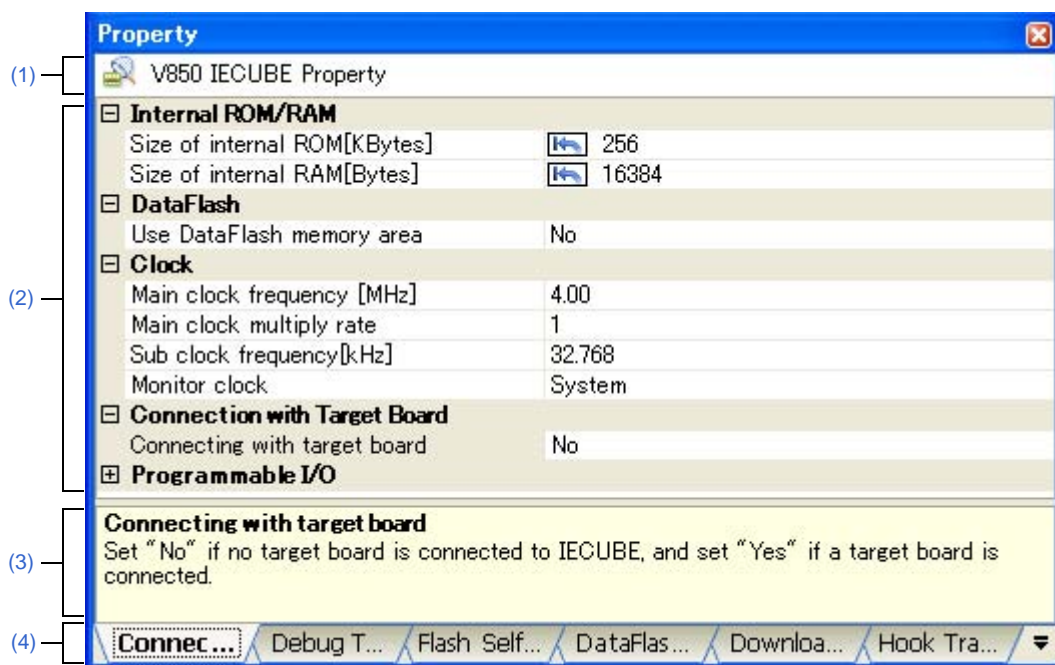 Property
(1)
V850 IECUBE Property
(2)
Internal ROM/RAM
Size of internal ROM[KBytes] 256
Size of internal RAM[Bytes] 16384
DataFlash
Use DataFlash memory area No
Clock
Main clock frequency [MHz] 4.00
Main clock multiply rate 1
Sub clock frequency[kHz] 32.768
Monitor clock System
Connection with Target Board
Connecting with target board No
Programmable I/O
(3)
Connecting with target board
Set "No" if no target board is connected to IECUBE, and set "Yes" if a target board is
connected.
(4)
Connec... Debug T... Flash Self... DataFlas... Downloa... Hook Tra...